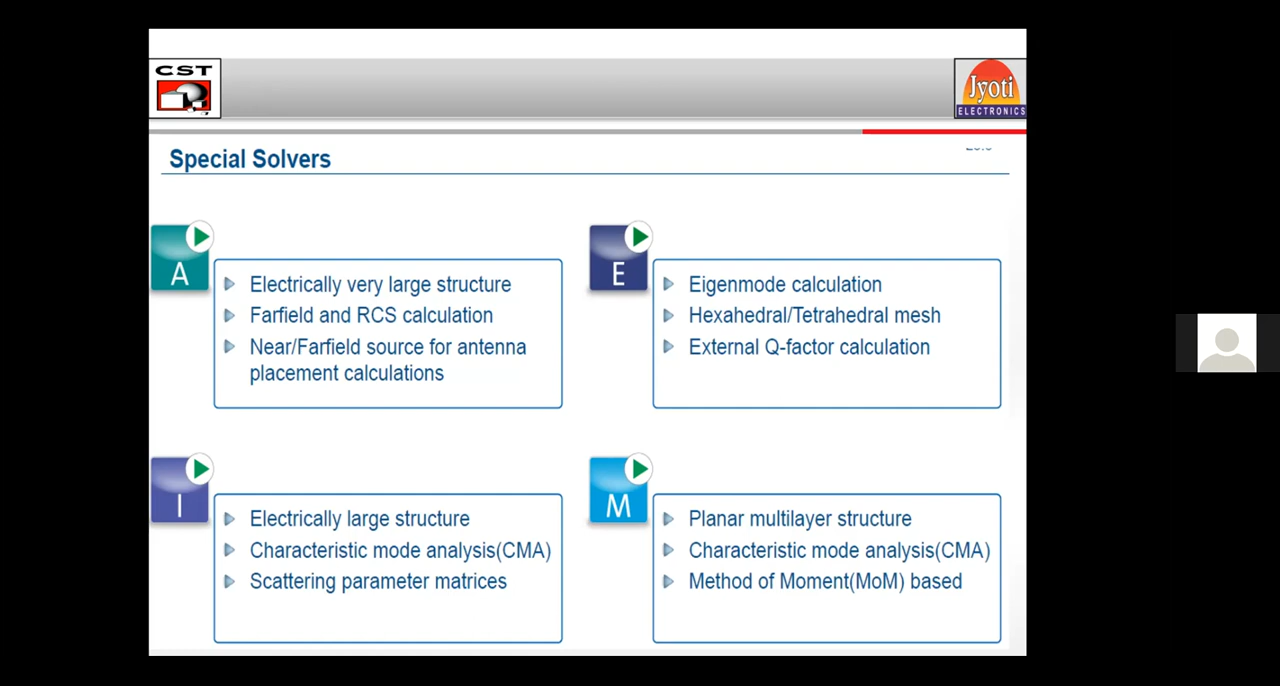 CST
Jyoti
ELECTRONICS
Special Solvers
A
Electrically very large structure
Farfield and RCS calculation
Near/Farfield source for antenna
placement calculations
E
Eigenmode calculation
Hexahedral/Tetrahedral mesh
External Q-factor calculation
I
Electrically large structure
Characteristic mode analysis(CMA)
Scattering parameter matrices
M
Planar multilayer structure
Characteristic mode analysis(CMA)
Method of Moment(MoM) based